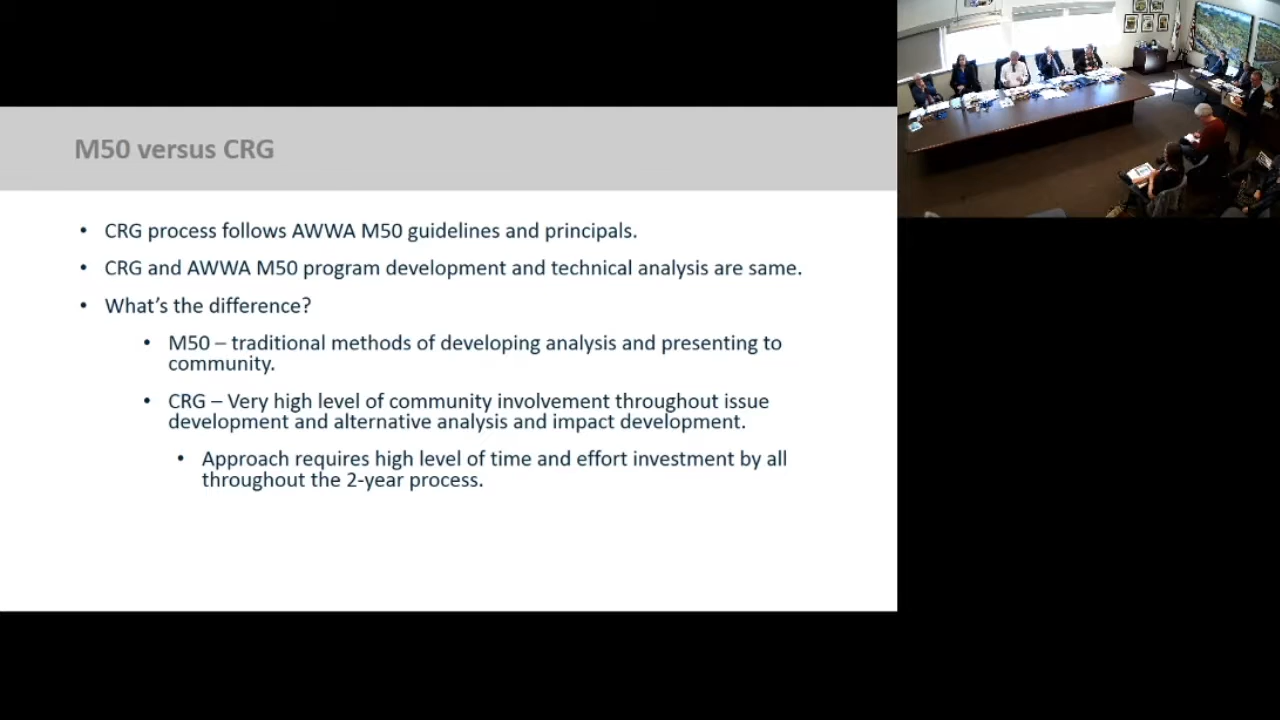 M50 versus CRG
• CRG process follows AWWA M50 guidelines and principals.
• CRG and AWWA M50 program development and technical analysis are same.
• What’s the difference?
• M50 – traditional methods of developing analysis and presenting to
community.
• CRG – Very high level of community involvement throughout issue
development and alternative analysis and impact development.
• Approach requires high level of time and effort investment by all
throughout the 2-year process.